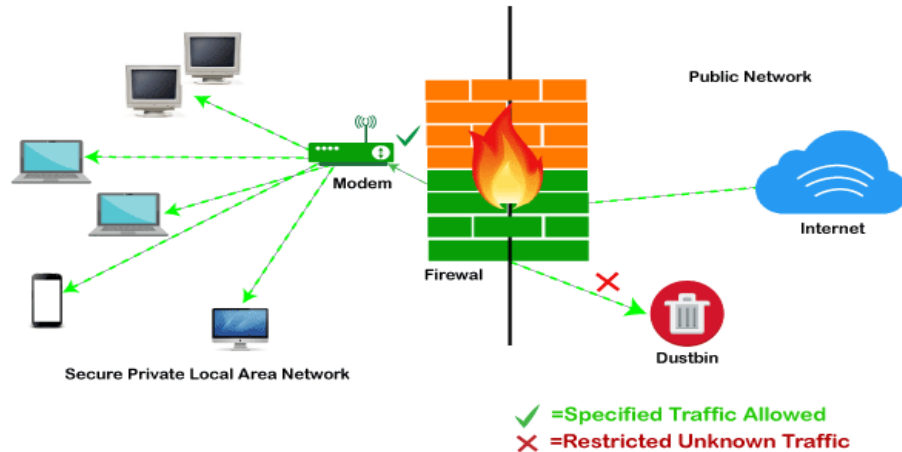 Public Network
Modem
Internet
Firewal
Dustbin
Secure Private Local Area Network
=Specified Traffic Allowed
=Restricted Unknown Traffic